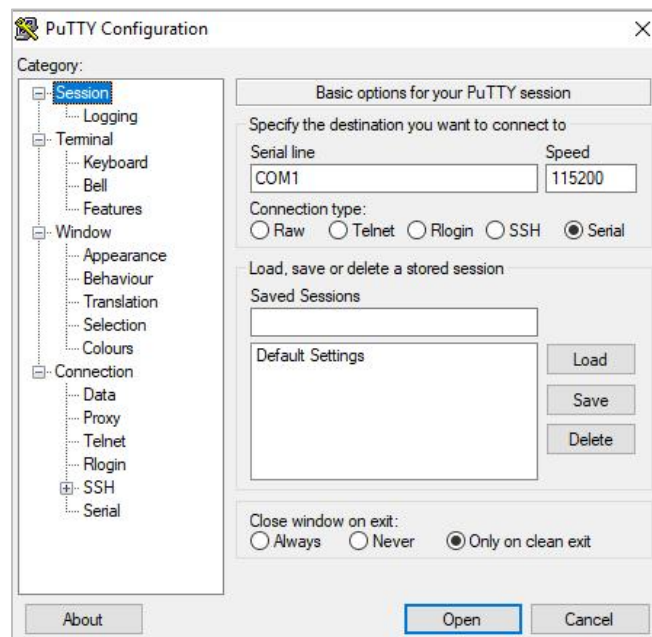 PuTTY Configuration
Category:
Session
Logging
Terminal
Keyboard
Bell
Features
Window
Appearance
Behaviour
Translation
Selection
Colours
Connection
Data
Proxy
Telnet
Rlogin
SSH
Serial
Basic options for your PuTTY session
Specify the destination you want to connect to
Serial line Speed
COM1 115200
Connection type:
Raw Telnet Rlogin SSH Serial
Load, save or delete a stored session
Saved Sessions
Default Settings
Load
Save
Delete
Close window on exit:
Always Never Only on clean exit
About Open Cancel